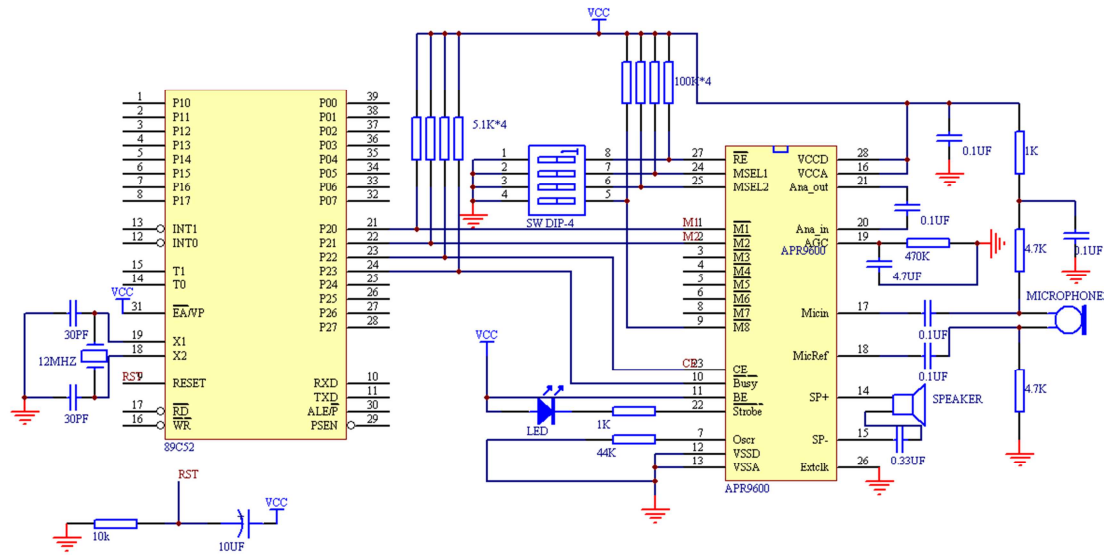 VCC
5.1K*4
100K*4
0.1UF
1K
1 P10 P00 39
2 P11 P01 38
3 P12 P02 37
4 P13 P03 36
5 P14 P04 35
6 P15 P05 34
7 P16 P06 33
8 P17 P07 32
13 INT1 P20 21
12 INT0 P21 22
P22 23
15 T1 P23 24
14 T0 P24 25
P25 26
VCC
31 EA/VP P26 27
P27 28
19 X1
18 X2
RST9 RESET RXD 10
TXD 11
17 RD ALE/P 30
16 WR PSEN 29
89C52
30PF
12MHZ
30PF
1 8
2 7
3 6
4 5
SW DIP-4
27 RE VCCD 28
24 MSEL1 VCCA 16
25 MSEL2 Ana_out 21
0.1UF
M1 1 M1 Ana_in 20
M2 2 M2 AGC 19
3 M3 APR9600
4 M4
5 M5
6 M6
7 M7
8 M8
9
470K
4.7UF
4.7K
0.1UF
Micin 17
0.1UF
MICROPHONE2
MicRef 18
0.1UF
4.7K
CE 23 CE
10 Busy
11 BE
22 Strobe
SP+ 14
SPEAKER
7 Oscr SP- 15
0.33UF
12 VSSD
13 VSSA Extclk 26
APR9600
VCC
LED
1K
44K
RST
VCC
10k
10UF